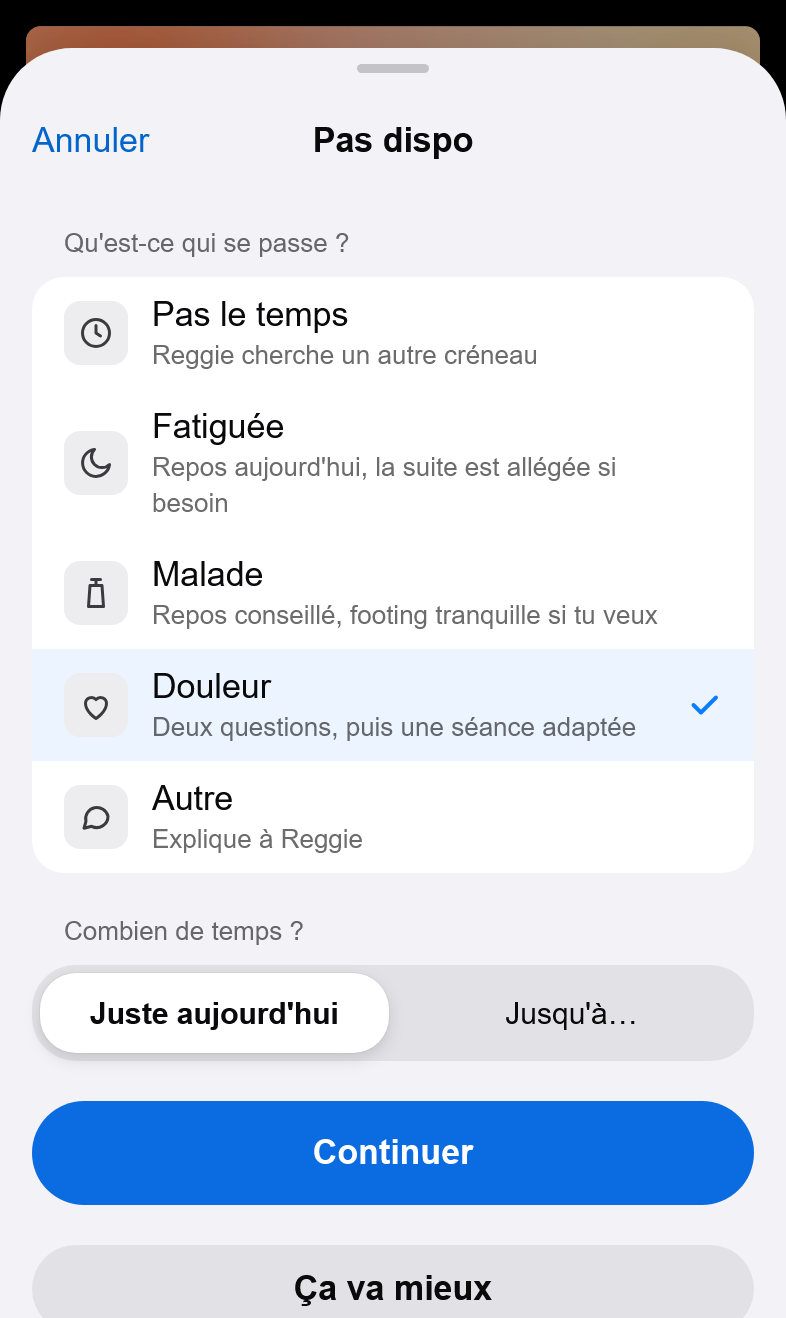 Annuler
Pas dispo
Qu'est-ce qui se passe ?
Pas le temps
Reggie cherche un autre créneau
Fatiguée
Repos aujourd'hui, la suite est allégée si
besoin
Malade
Repos conseillé, footing tranquille si tu veux
Douleur
Deux questions, puis une séance adaptée
Autre
Explique à Reggie
Combien de temps ?
Juste aujourd'hui
Jusqu'à…
Continuer
Ça va mieux